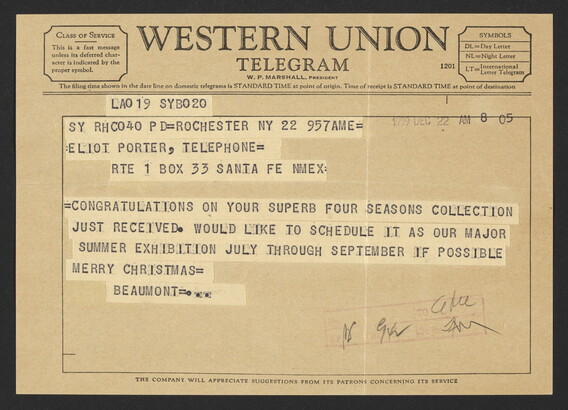 CLASS OF SERVICE
This is a fast message
unless its deferred char-
acter is indicated by the
proper symbol.
WESTERN UNION
TELEGRAM
W. P. MARSHALL, PRESIDENT
1201
SYMBOLS
DL=Day Letter
NL=Night Letter
LT=International Letter Telegram
The filing time shown in the date line on domestic telegrams is STANDARD TIME at point of origin. Time of receipt is STANDARD TIME at point of destination
LA019 SYB020
SY RHC040 PD=ROCHESTER NY 22 957AME=
DEC 22 AM 8 05
:ELIOT PORTER, TELEPHONE=
RTE 1 BOX 33 SANTA FE NMEX:
=CONGRATULATIONS ON YOUR SUPERB FOUR SEASONS COLLECTION
JUST RECEIVED. WOULD LIKE TO SCHEDULE IT AS OUR MAJOR
SUMMER EXHIBITION JULY THROUGH SEPTEMBER IF POSSIBLE
MERRY CHRISTMAS=
BEAUMONT=
THE COMPANY WILL APPRECIATE SUGGESTIONS FROM ITS PATRONS CONCERNING ITS SERVICE